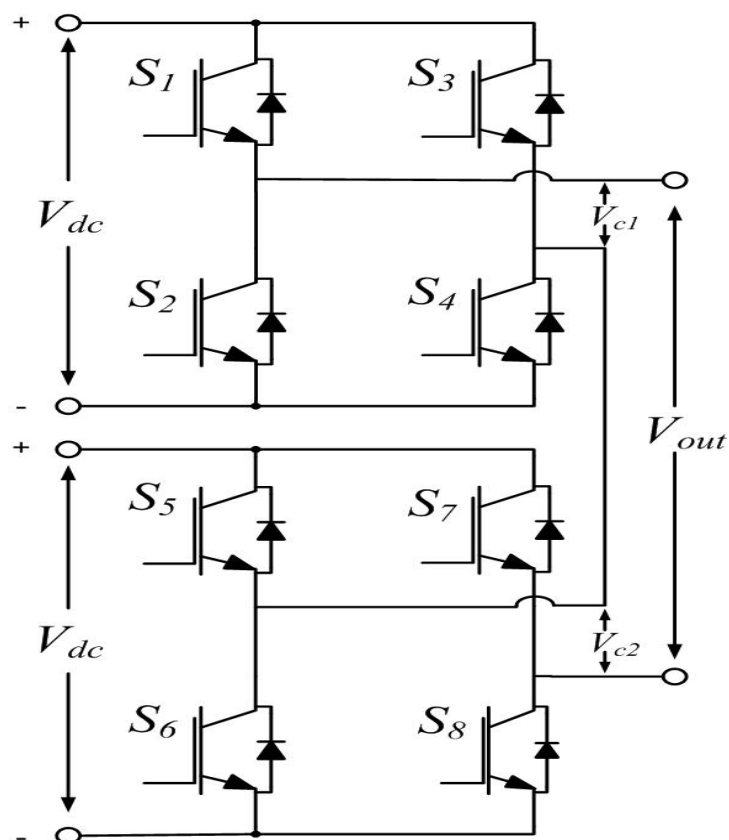 +
S1 S3
Vc1
Vdc
S2 S4
-
Vout
+
S5 S7
Vdc
Vc2
S6 S8
-